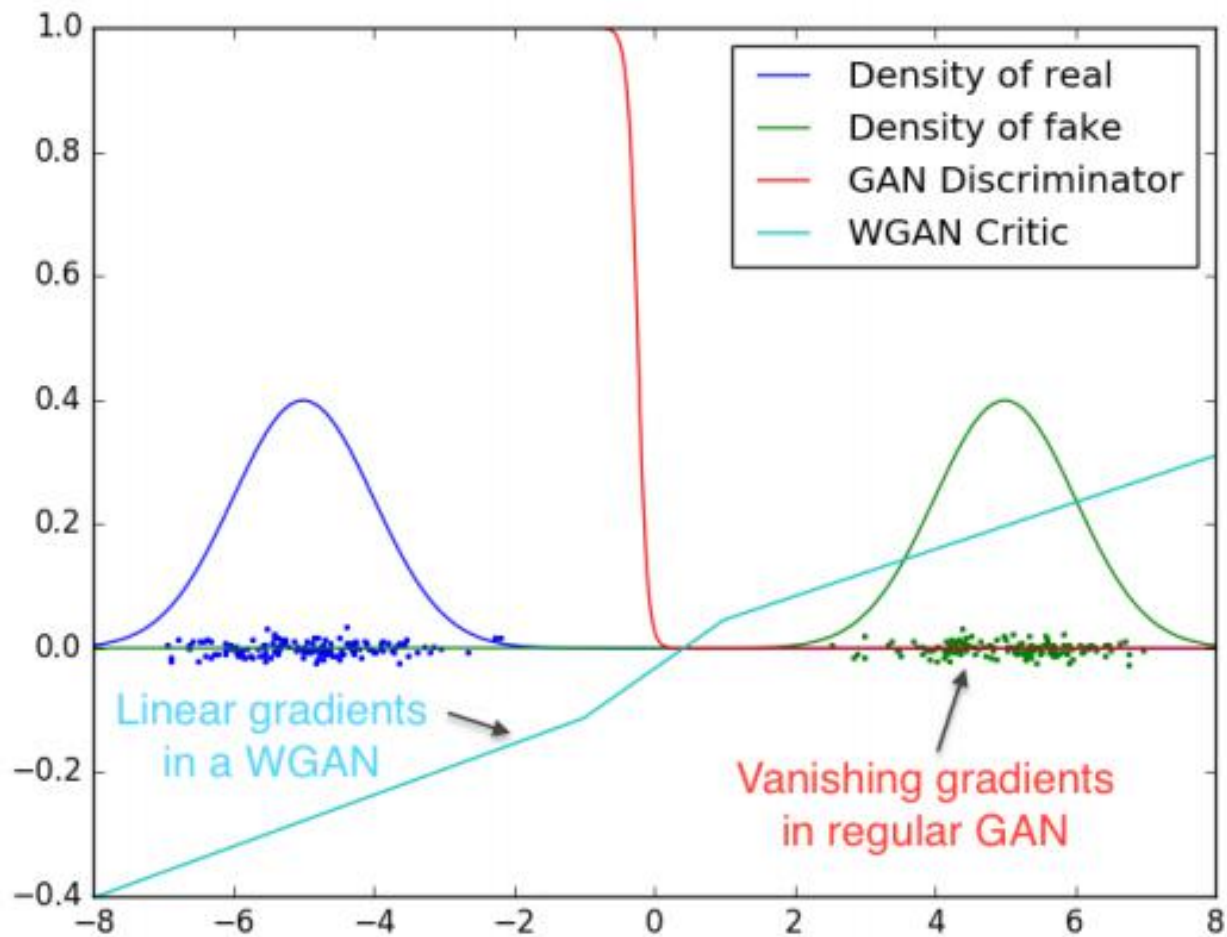 1.0
0.8
0.6
0.4
0.2
0.0
−0.2
−0.4
−8
−6
−4
−2
0
2
4
6
8
Density of real
Density of fake
GAN Discriminator
WGAN Critic
Linear gradients
in a WGAN
Vanishing gradients
in regular GAN